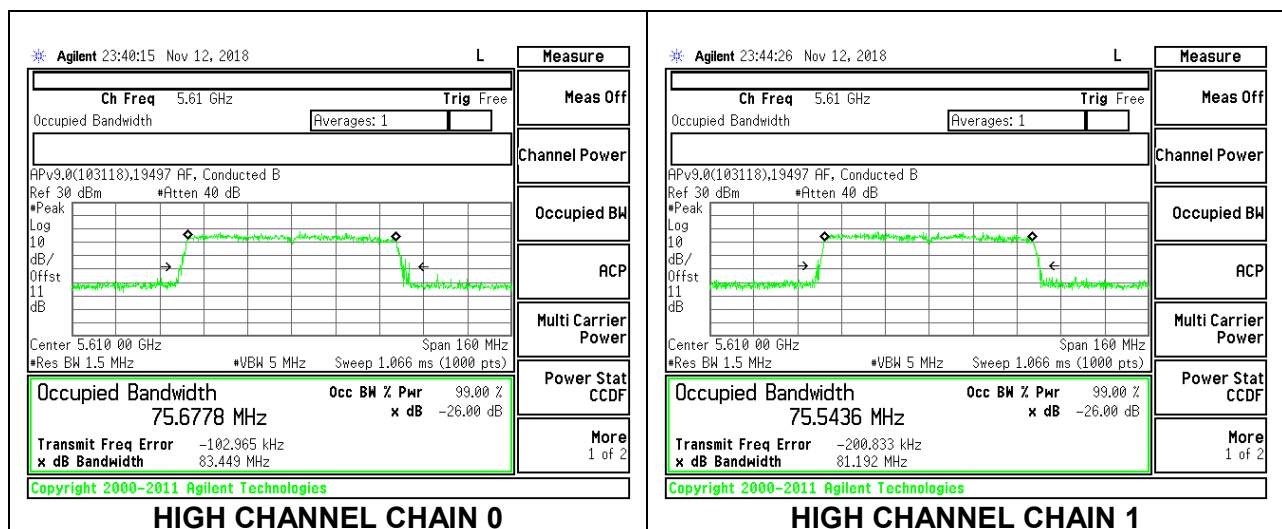 Agilent 23:40:15 Nov 12, 2018 L
Measure
Ch Freq 5.61 GHz Trig Free
Meas Off
Occupied Bandwidth Averages: 1
Channel Power
APv9.0(103118),19497 AF, Conducted B
Ref 30 dBm #Atten 40 dB
#Peak
Log
10
dB/
Offst
11
dB
Occupied BW
ACP
Multi Carrier
Power
Center 5.610 00 GHz Span 160 MHz
#Res BW 1.5 MHz #VBW 5 MHz Sweep 1.066 ms (1000 pts)
Power Stat
CCDF
Occupied Bandwidth Occ BW % Pwr 99.00 %
75.6778 MHz x dB -26.00 dB
More
1 of 2
Transmit Freq Error -102.965 kHz
x dB Bandwidth 83.449 MHz
Copyright 2000-2011 Agilent Technologies
HIGH CHANNEL CHAIN 0
Agilent 23:44:26 Nov 12, 2018 L
Measure
Ch Freq 5.61 GHz Trig Free
Meas Off
Occupied Bandwidth Averages: 1
Channel Power
APv9.0(103118),19497 AF, Conducted B
Ref 30 dBm #Atten 40 dB
#Peak
Log
10
dB/
Offst
11
dB
Occupied BW
ACP
Multi Carrier
Power
Center 5.610 00 GHz Span 160 MHz
#Res BW 1.5 MHz #VBW 5 MHz Sweep 1.066 ms (1000 pts)
Power Stat
CCDF
Occupied Bandwidth Occ BW % Pwr 99.00 %
75.5436 MHz x dB -26.00 dB
More
1 of 2
Transmit Freq Error -200.833 kHz
x dB Bandwidth 81.192 MHz
Copyright 2000-2011 Agilent Technologies
HIGH CHANNEL CHAIN 1